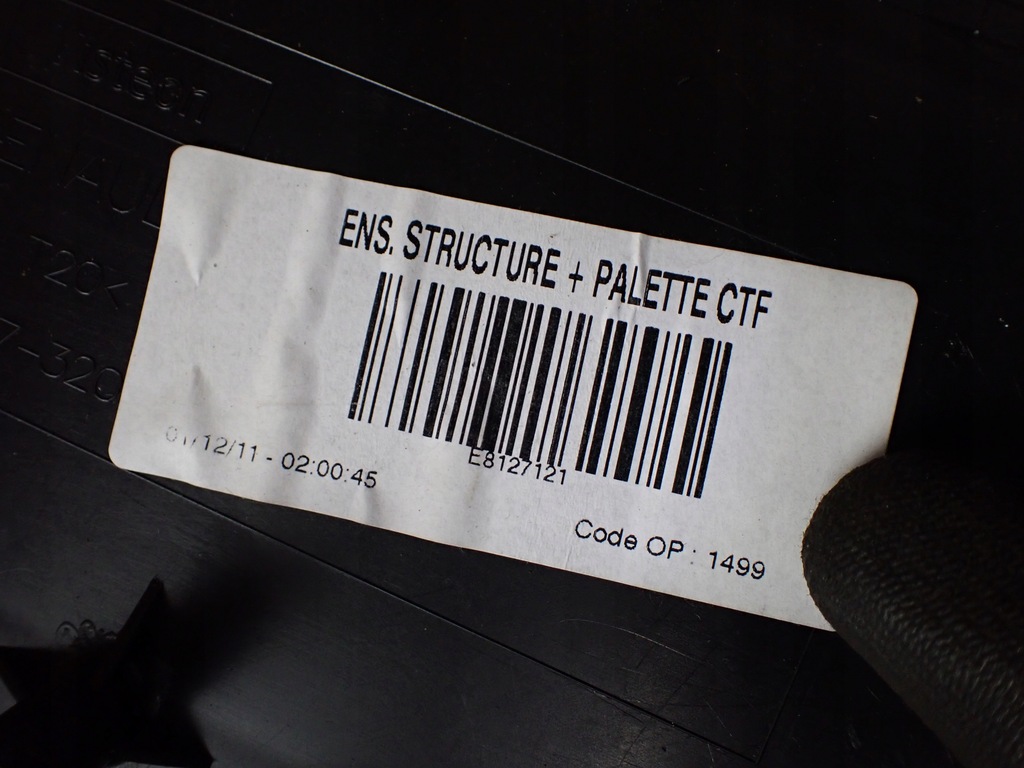 ENS. STRUCTURE + PALETTE CTF
E8127121
/12/11 - 02:00:45
Code OP : 1499